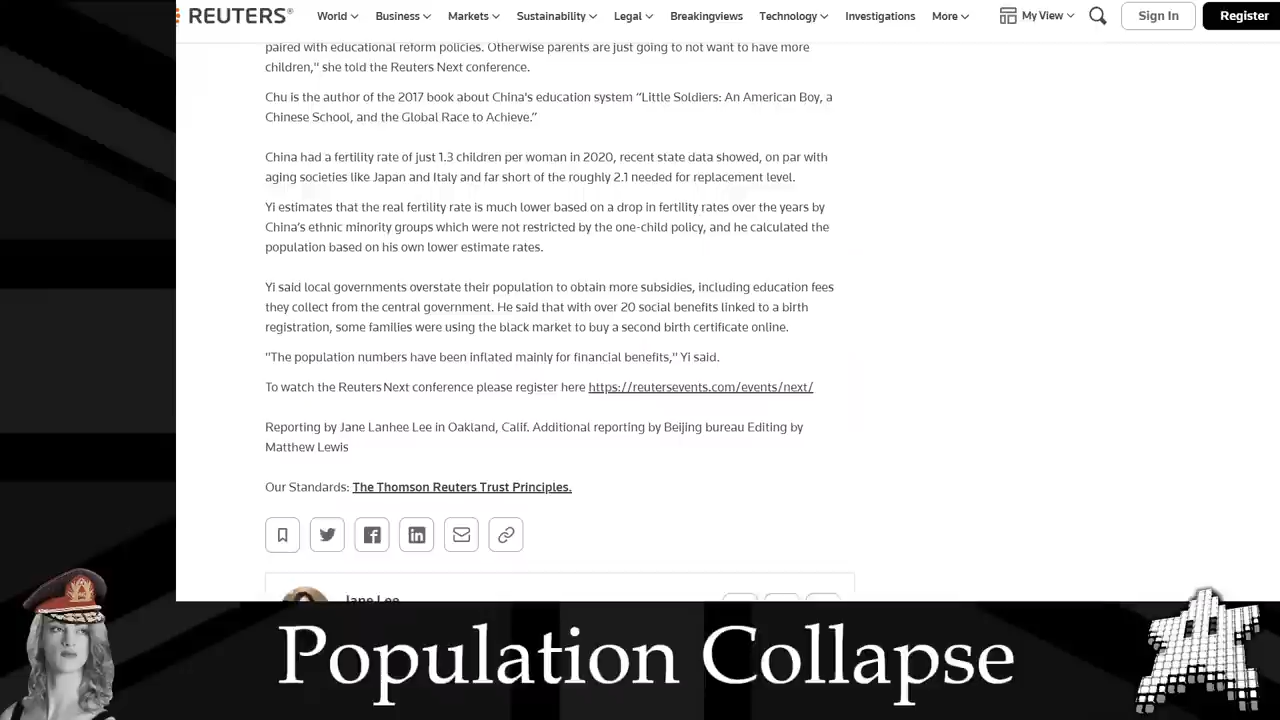 REUTERS®
World Business Markets Sustainability Legal Breakingviews Technology Investigations More My View Sign In Register
paired with educational reform policies. Otherwise parents are just going to not want to have more
children," she told the Reuters Next conference.
Chu is the author of the 2017 book about China's education system “Little Soldiers: An American Boy, a
Chinese School, and the Global Race to Achieve.”
China had a fertility rate of just 1.3 children per woman in 2020, recent state data showed, on par with
aging societies like Japan and Italy and far short of the roughly 2.1 needed for replacement level.
Yi estimates that the real fertility rate is much lower based on a drop in fertility rates over the years by
China’s ethnic minority groups which were not restricted by the one-child policy, and he calculated the
population based on his own lower estimate rates.
Yi said local governments overstate their population to obtain more subsidies, including education fees
they collect from the central government. He said that with over 20 social benefits linked to a birth
registration, some families were using the black market to buy a second birth certificate online.
"The population numbers have been inflated mainly for financial benefits," Yi said.
To watch the Reuters Next conference please register here https://reutersevents.com/events/next/
Reporting by Jane Lanhee Lee in Oakland, Calif. Additional reporting by Beijing bureau Editing by
Matthew Lewis
Our Standards: The Thomson Reuters Trust Principles.
Jane Lee
Population Collapse